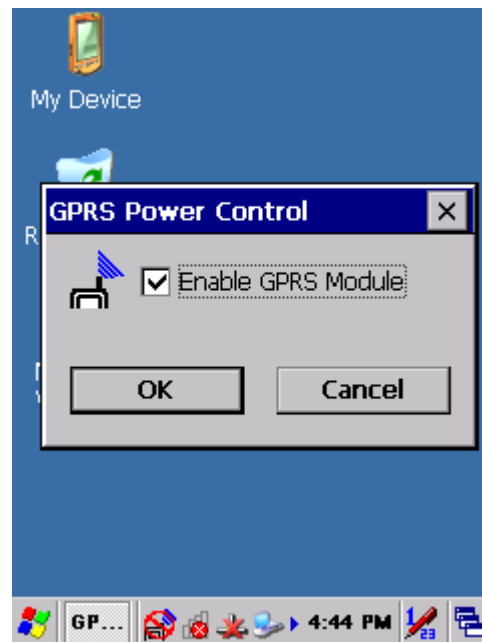 My Device
R
GPRS Power Control
Enable GPRS Module
OK
Cancel
GP...
4:44 PM